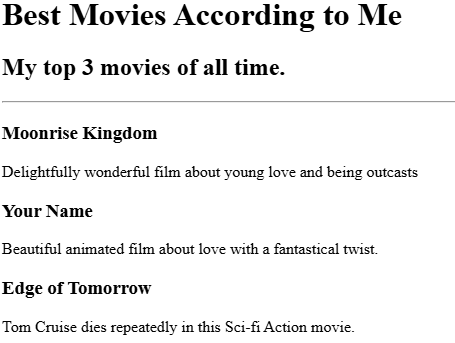 Best Movies According to Me
My top 3 movies of all time.
Moonrise Kingdom
Delightfully wonderful film about young love and being outcasts
Your Name
Beautiful animated film about love with a fantastical twist.
Edge of Tomorrow
Tom Cruise dies repeatedly in this Sci-fi Action movie.